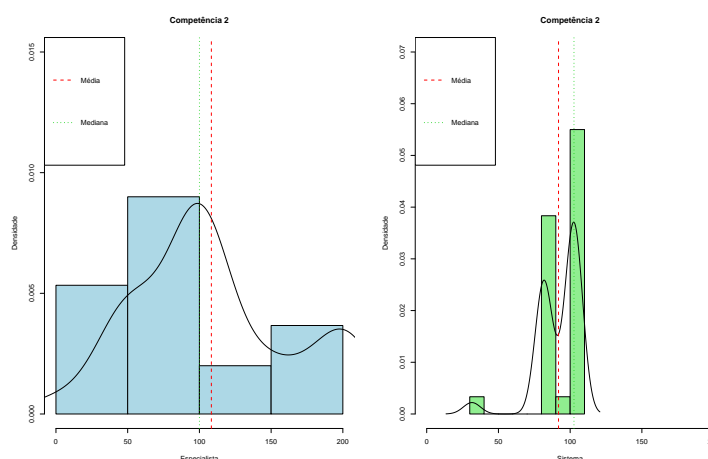 Competência 2
0.015
0.010
0.005
0.000
Densidade
Média
Mediana
0 50 100 150 200
Especialista
Competência 2
0.07
0.06
0.05
0.04
0.03
0.02
0.01
0.00
Densidade
Média
Mediana
0 50 100 150
Sistema